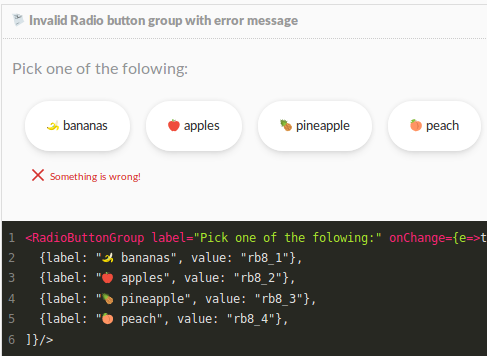 Invalid Radio button group with error message
Pick one of the folowing:
🍌 bananas 🍎 apples 🍍 pineapple 🍑 peach
❌ Something is wrong!
1 <RadioButtonGroup label="Pick one of the folowing:" onChange={e=>t
2 {label: "🍌 bananas", value: "rb8_1"},
3 {label: "🍎 apples", value: "rb8_2"},
4 {label: "🍍 pineapple", value: "rb8_3"},
5 {label: "🍑 peach", value: "rb8_4"},
6 ]}/>